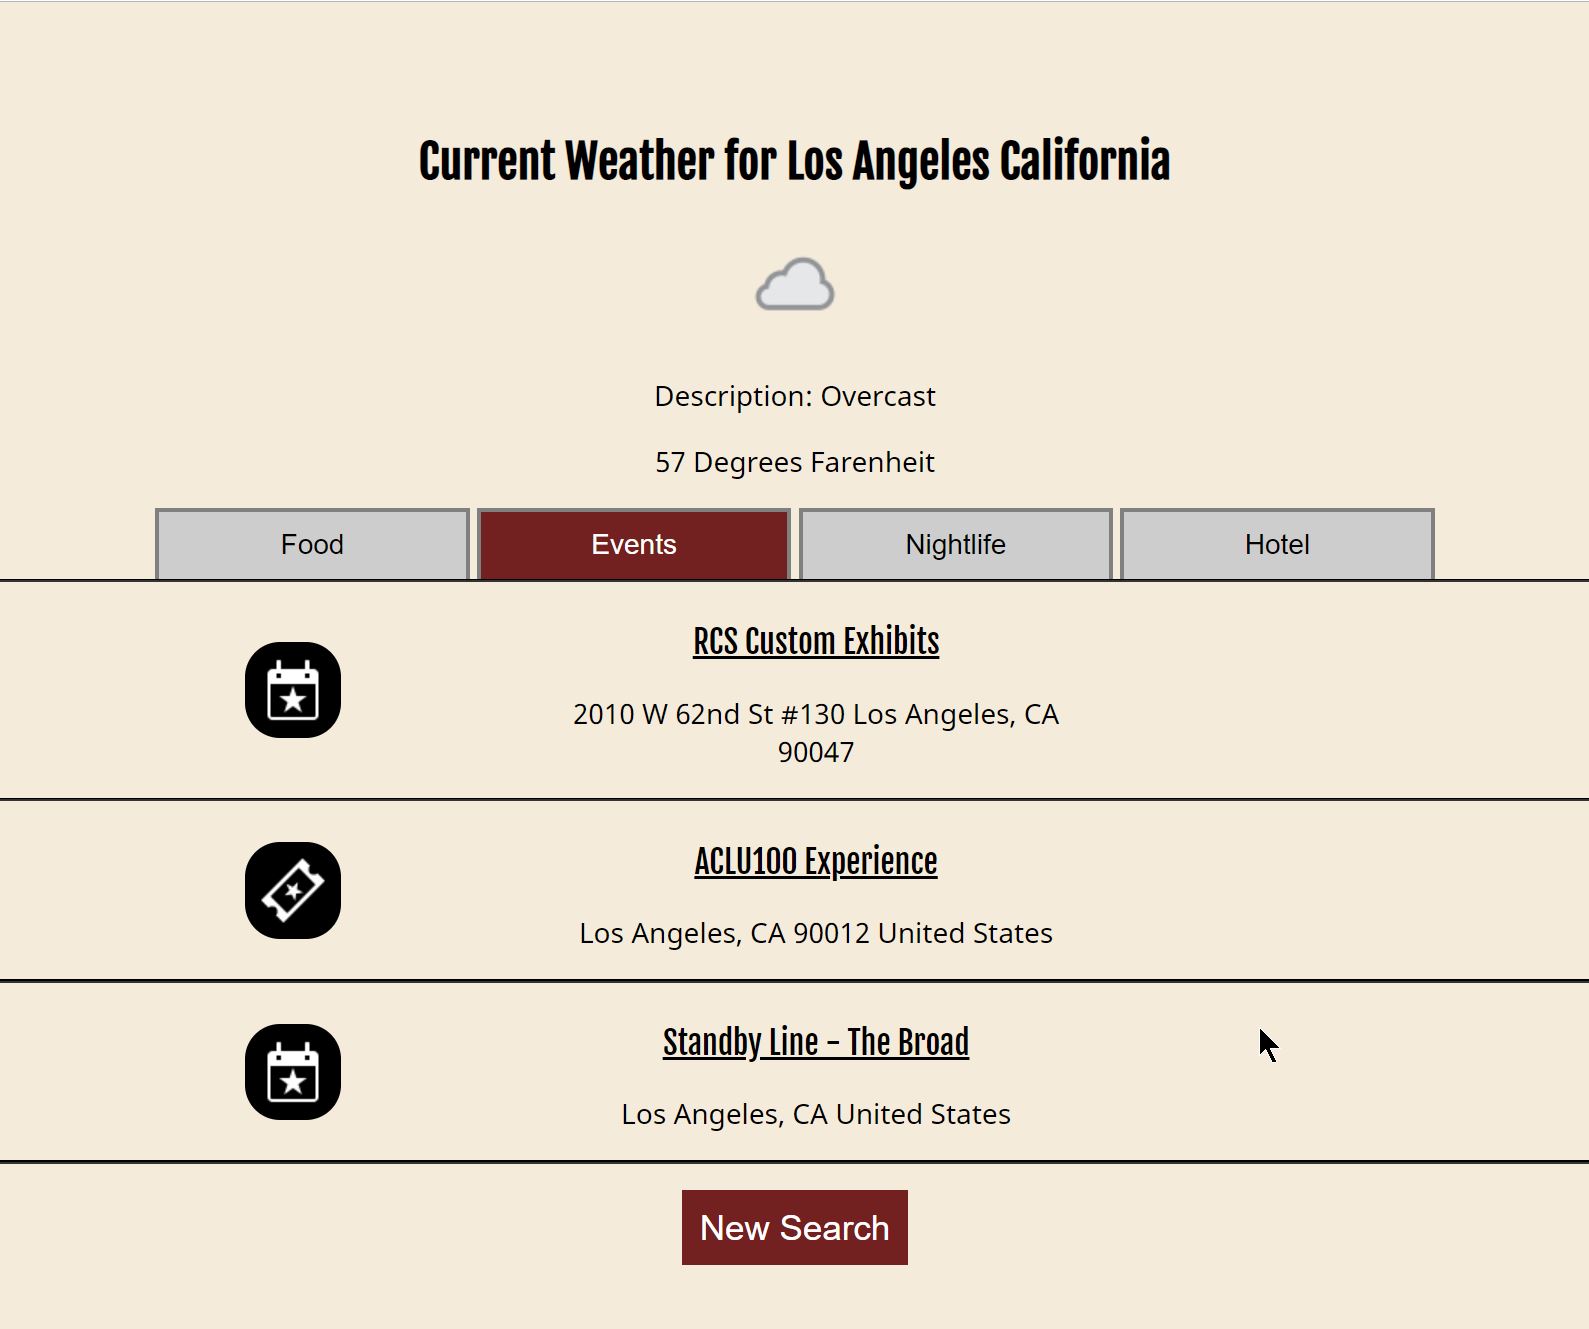 Current Weather for Los Angeles California
Description: Overcast
57 Degrees Farenheit
Food
Events
Nightlife
Hotel
RCS Custom Exhibits
2010 W 62nd St #130 Los Angeles, CA
90047
ACLU100 Experience
Los Angeles, CA 90012 United States
Standby Line - The Broad
Los Angeles, CA United States
New Search